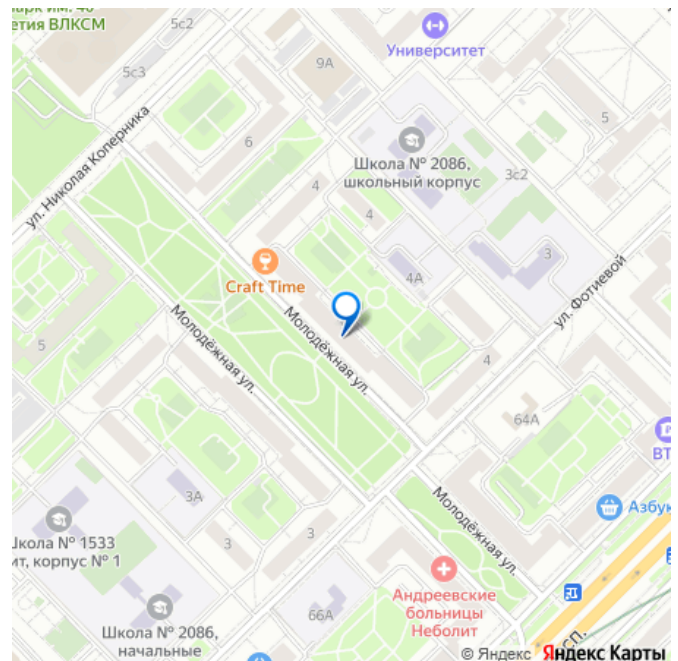 парк им. 40
етия ВЛКСМ
5с2
Университет
5с3
9А
ул. Николая Коперника
6
5
Школа № 2086,
школьный корпус
3с2
4
4
3
Craft Time
4А
ул. Фотиевой
Молодёжная ул.
Молодёжная ул.
5
4
64А
ВТ
3А
Азбук
Молодёжная ул.
Школа № 1533
ит, корпус № 1
3
3
Андреевские
больницы
Неболит
66А
Школа № 2086,
начальные
сп.
© Яндекс Яндекс Карты